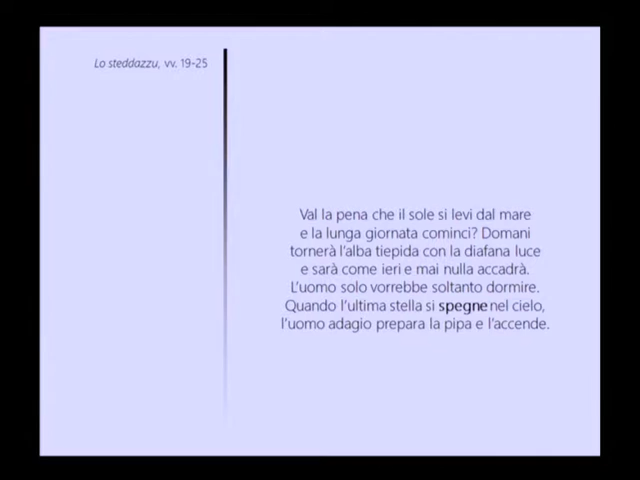 Lo steddazzu, vv. 19-25
Val la pena che il sole si levi dal mare
e la lunga giornata cominci? Domani
tornerà l'alba tiepida con la diafana luce
e sarà come ieri e mai nulla accadrà.
L'uomo solo vorrebbe soltanto dormire.
Quando l'ultima stella si spegne nel cielo,
l'uomo adagio prepara la pipa e l'accende.